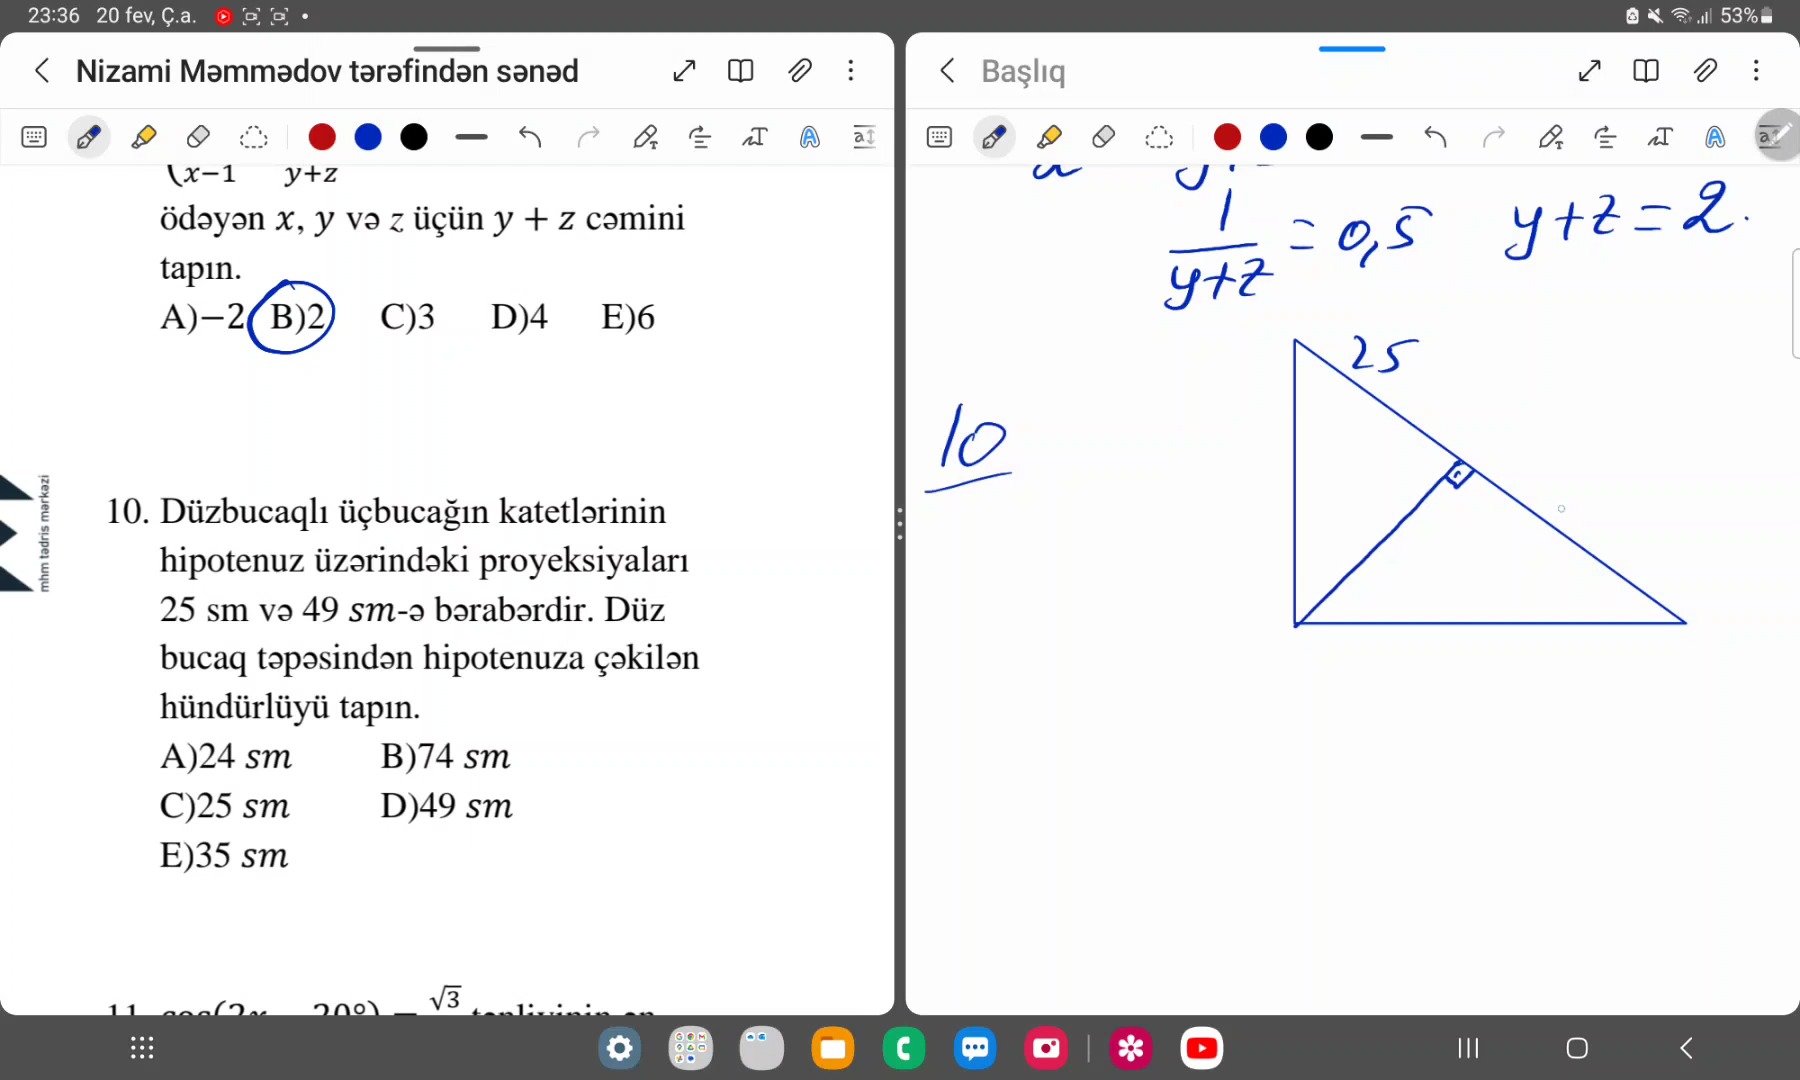 23:36 20 fev, Ç.a.
53%
Nizami Məmmədov tərəfindən sənəd
Başlıq
x−1 y+z
ödəyən x, y və z üçün y + z cəmini
tapın.
A)−2 B)2 C)3 D)4 E)6
mhm tədris mərkəzi
10. Düzbucaqlı üçbucağın katetlərinin
hipotenuz üzərindəki proyeksiyaları
25 sm və 49 sm-ə bərabərdir. Düz
bucaq təpəsindən hipotenuza çəkilən
hündürlüyü tapın.
A)24 sm B)74 sm
C)25 sm D)49 sm
E)35 sm
1/(y+z) = 0,5 y+z=2.
10
25